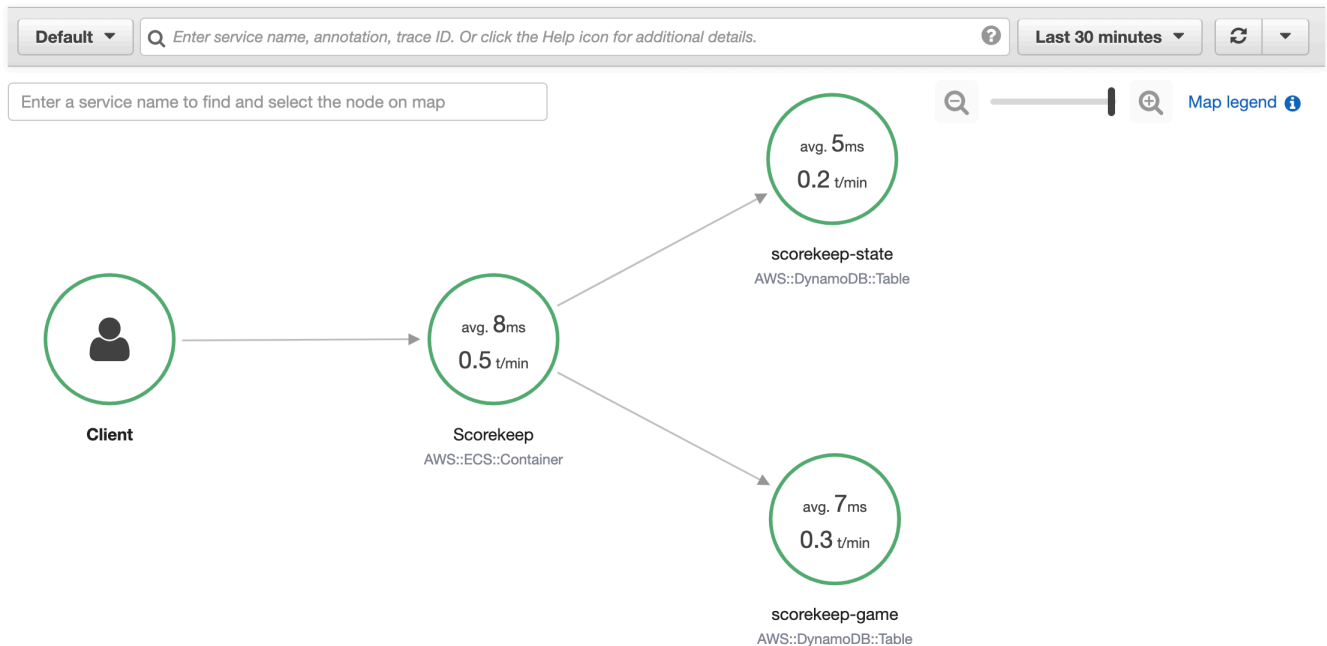 Default
Enter service name, annotation, trace ID. Or click the Help icon for additional details.
?
Last 30 minutes
Enter a service name to find and select the node on map
Map legend i
avg. 5ms
0.2 t/min
scorekeep-state
AWS::DynamoDB::Table
Client
avg. 8ms
0.5 t/min
Scorekeep
AWS::ECS::Container
avg. 7ms
0.3 t/min
scorekeep-game
AWS::DynamoDB::Table